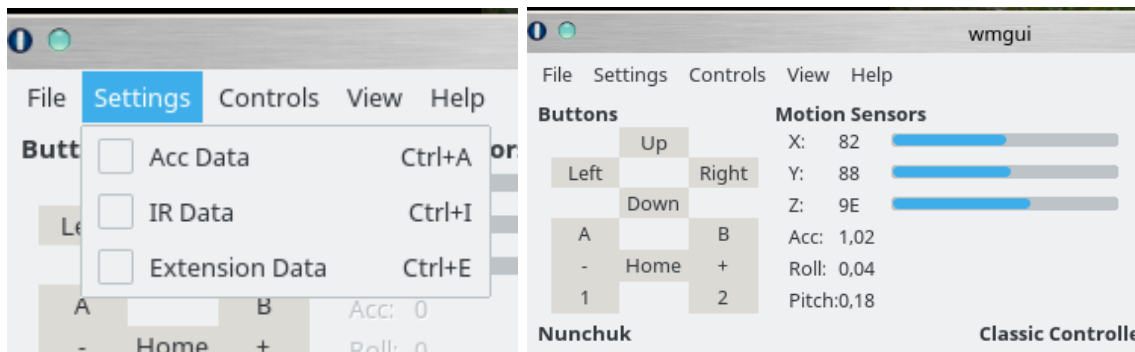 File Settings Controls View Help
Butt
Acc Data Ctrl+A
IR Data Ctrl+I
Extension Data Ctrl+E
A B Acc: 0
- Home + Roll: 0
wmgui
File Settings Controls View Help
Buttons Motion Sensors
Up X: 82
Left Right Y: 88
Down Z: 9E
A B Acc: 1,02
- Home + Roll: 0,04
1 2 Pitch:0,18
Nunchuk Classic Controlle